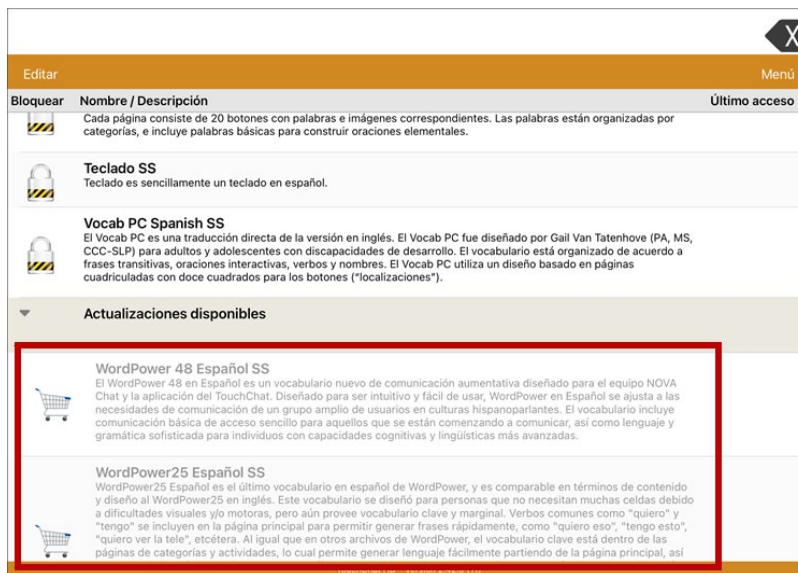 X
Editar
Menú
Bloquear Nombre / Descripción Último acceso
Cada página consiste de 20 botones con palabras e imágenes correspondientes. Las palabras están organizadas por
categorías, e incluye palabras básicas para construir oraciones elementales.
Teclado SS
Teclado es sencillamente un teclado en español.
Vocab PC Spanish SS
El Vocab PC es una traducción directa de la versión en inglés. El Vocab PC fue diseñado por Gail Van Tatenhove (PA, MS,
CCC-SLP) para adultos y adolescentes con discapacidades de desarrollo. El vocabulario está organizado de acuerdo a
frases transitivas, oraciones interactivas, verbos y nombres. El Vocab PC utiliza un diseño basado en páginas
cuadriculadas con doce cuadrados para los botones ("localizaciones").
Actualizaciones disponibles
WordPower 48 Español SS
El WordPower 48 en Español es un vocabulario nuevo de comunicación aumentativa diseñado para el equipo NOVA
Chat y la aplicación del TouchChat. Diseñado para ser intuitivo y fácil de usar, WordPower en Español se ajusta a las
necesidades de comunicación de un grupo amplio de usuarios en culturas hispanoparlantes. El vocabulario incluye
comunicación básica de acceso sencillo para aquellos que se están comenzando a comunicar, así como lenguaje y
gramática sofisticada para individuos con capacidades cognitivas y lingüísticas más avanzadas.
WordPower25 Español SS
WordPower25 Español es el último vocabulario en español de WordPower, y es comparable en términos de contenido
y diseño al WordPower25 en inglés. Este vocabulario se diseñó para personas que no necesitan muchas celdas debido
a dificultades visuales y/o motoras, pero aún provee vocabulario clave y marginal. Verbos comunes como "quiero" y
"tengo" se incluyen en la página principal para permitir generar frases rápidamente, como "quiero eso", "tengo esto",
"quiero ver la tele", etcétera. Al igual que en otros archivos de WordPower, el vocabulario clave está dentro de las
páginas de categorías y actividades, lo cual permite generar lenguaje fácilmente partiendo de la página principal, así